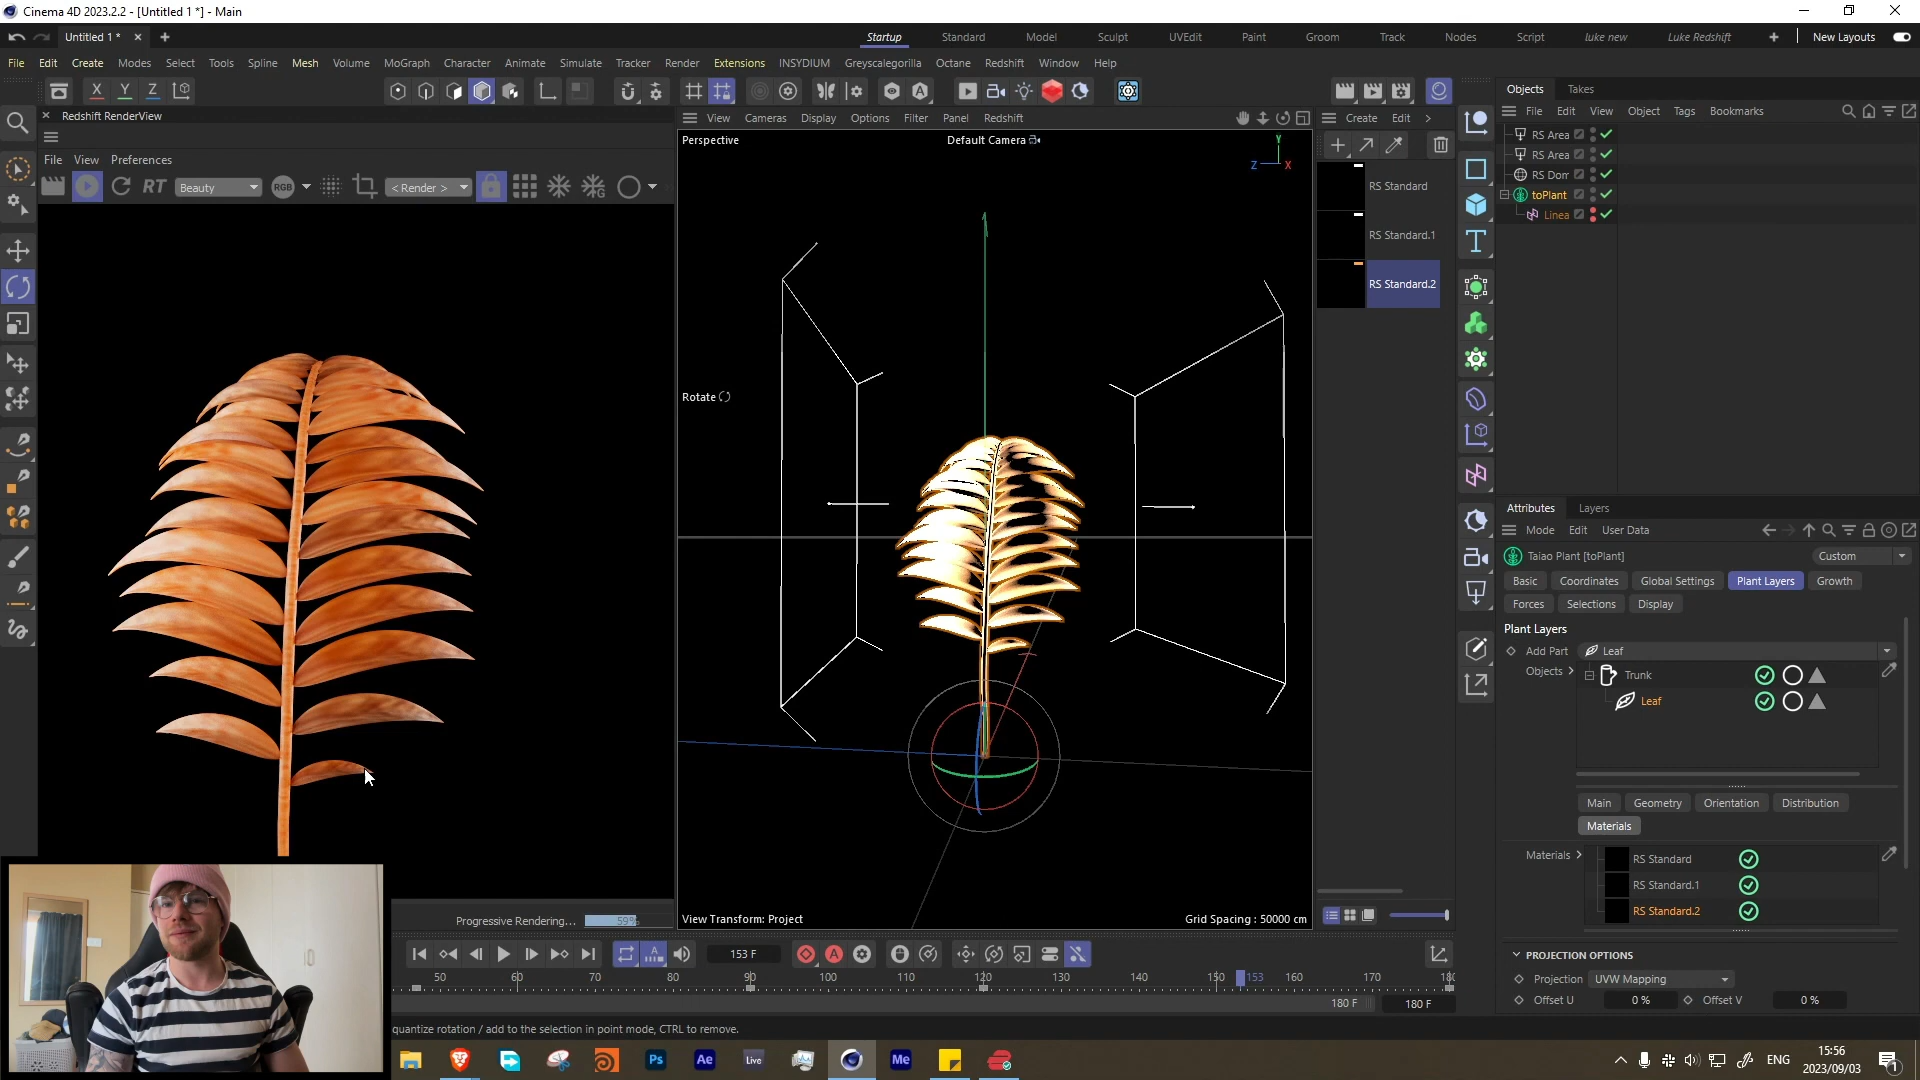 Cinema 4D 2023.2.2 - [Untitled 1 *] - Main
Untitled 1 *
Startup Standard Model Sculpt UVEdit Paint Groom Track Nodes Script luke new Luke Redshift New Layouts
File Edit Create Modes Select Tools Spline Mesh Volume MoGraph Character Animate Simulate Tracker Render Extensions INSYDIUM Greyscalegorilla Octane Redshift Window Help
X Y Z
Redshift RenderView
File View Preferences
RT Beauty RGB < Render >
View Cameras Display Options Filter Panel Redshift
Perspective
Default Camera
Y
Z X
Rotate
View Transform: Project
Grid Spacing : 50000 cm
Progressive Rendering... 59%
Create Edit
RS Standard
RS Standard.1
RS Standard.2
Objects Takes
File Edit View Object Tags Bookmarks
RS Area
RS Area
RS Dom
toPlant
Linea
Attributes Layers
Mode Edit User Data
Taiao Plant [toPlant]
Custom
Basic Coordinates Global Settings Plant Layers Growth
Forces Selections Display
Plant Layers
Add Part Leaf
Objects Trunk
Leaf
Main Geometry Orientation Distribution
Materials
Materials RS Standard
RS Standard.1
RS Standard.2
PROJECTION OPTIONS
Projection UVW Mapping
Offset U 0 % Offset V 0 %
153 F
50 60 70 80 90 100 110 120 130 140 150 153 160 170 180
180 F 180 F
quantize rotation / add to the selection in point mode, CTRL to remove.
Ps Ae Live Me
ENG
15:56
2023/09/03
1